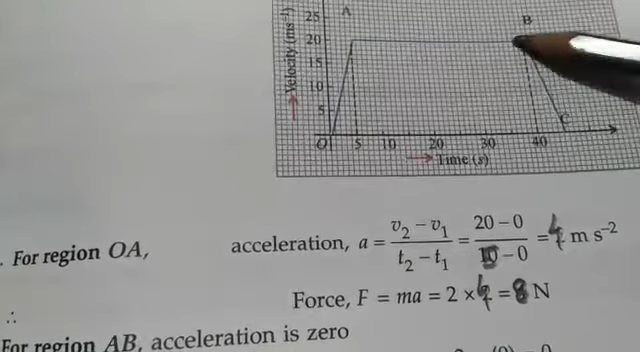 25
A
B
20
15
10
5
Velocity (ms⁻¹)
C
O 5 10 20 30 40
Time (s)
. For region OA, acceleration, a = v₂ − v₁ / t₂ − t₁ = 20 − 0 / 5 − 0 = 4 m s⁻²
Force, F = ma = 2 × 4 = 8 N
∴
For region AB, acceleration is zero